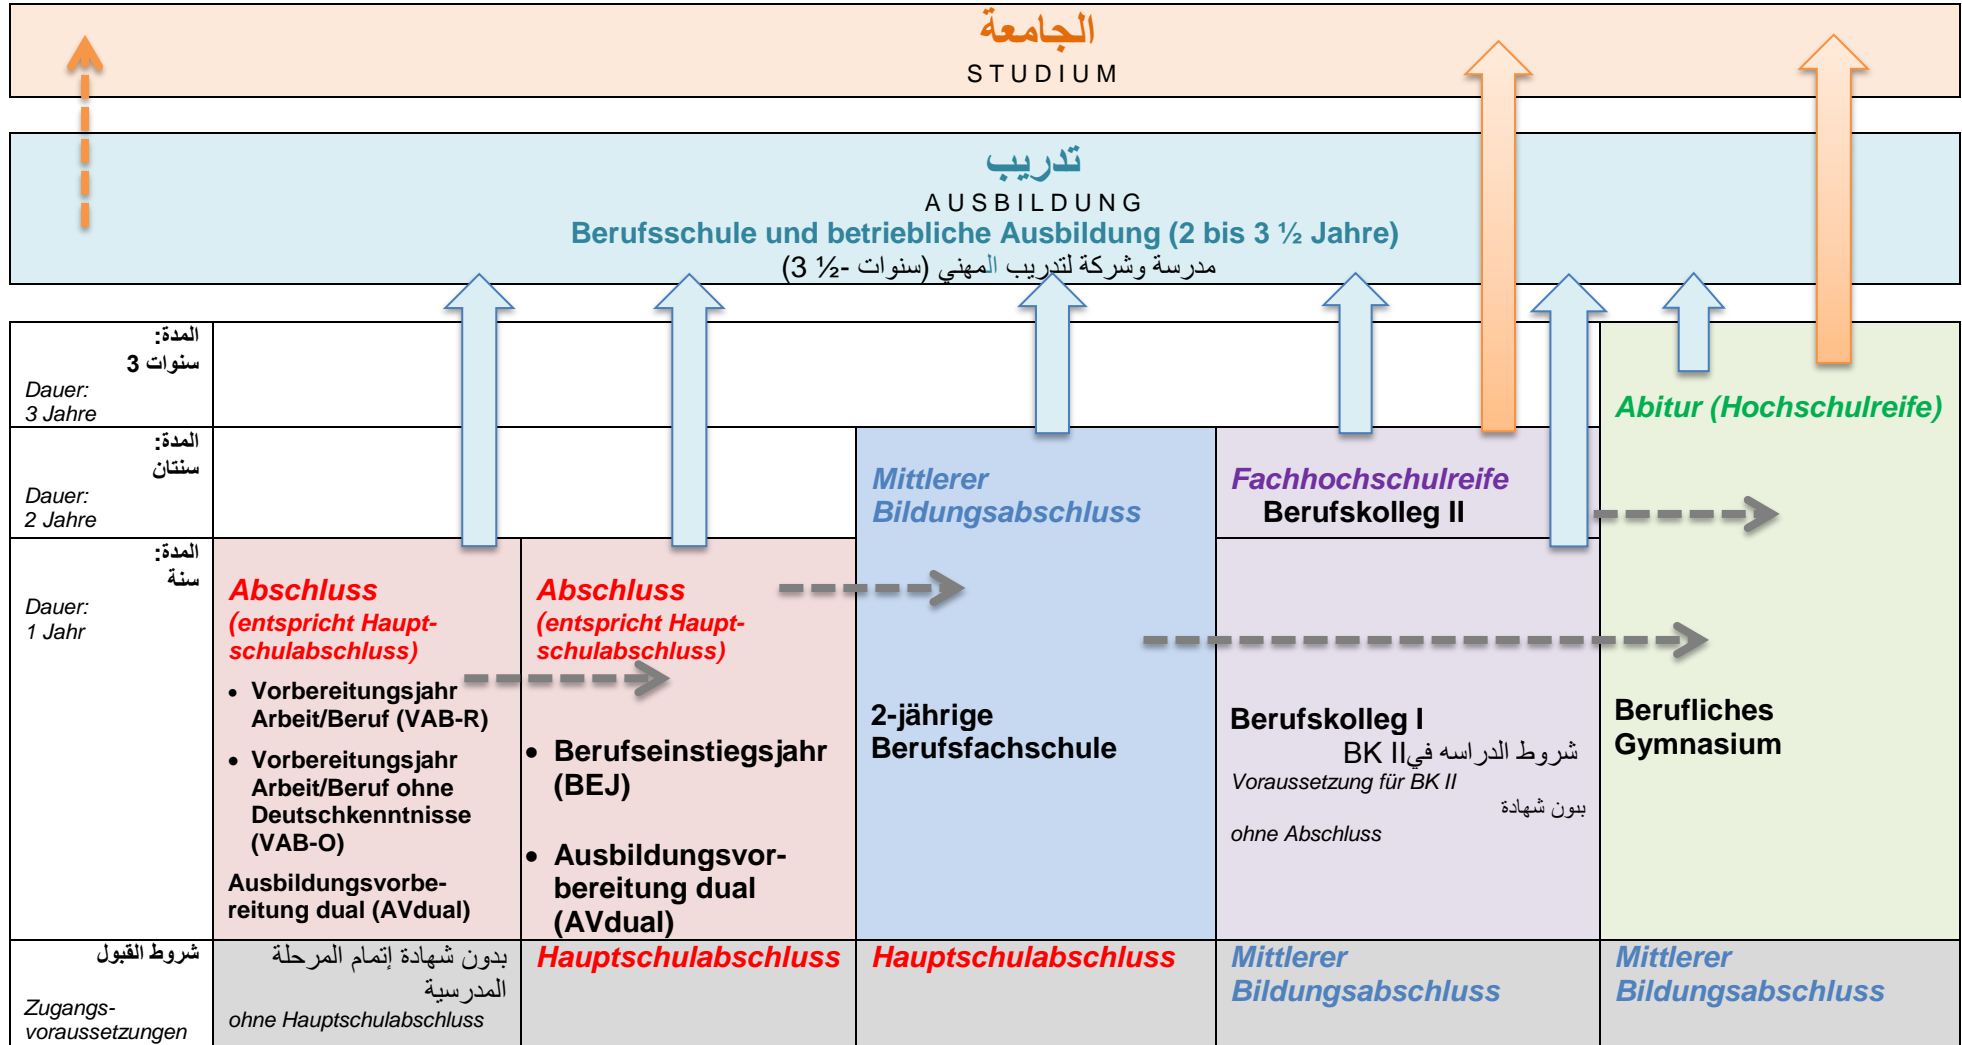 الجامعة
STUDIUM
تدريب
AUSBILDUNG
Berufsschule und betriebliche Ausbildung (2 bis 3 ½ Jahre)
مدرسة وشركة لتدريب المهني (سنوات -½ 3)
المدة:
سنوات 3
Dauer:
3 Jahre
Abitur (Hochschulreife)
المدة:
سنتان
Dauer:
2 Jahre
Mittlerer
Bildungsabschluss
Fachhochschulreife
Berufskolleg II
المدة:
سنة
Dauer:
1 Jahr
Abschluss
(entspricht Haupt-
schulabschluss)
• Vorbereitungsjahr
Arbeit/Beruf (VAB-R)
• Vorbereitungsjahr
Arbeit/Beruf ohne
Deutschkenntnisse
(VAB-O)
Ausbildungsvorbe-
reitung dual (AVdual)
Abschluss
(entspricht Haupt-
schulabschluss)
• Berufseinstiegsjahr
(BEJ)
• Ausbildungsvor-
bereitung dual
(AVdual)
2-jährige
Berufsfachschule
Berufskolleg I
شروط الدراسه في BK II
Voraussetzung für BK II
بدون شهادة
ohne Abschluss
Berufliches
Gymnasium
شروط القبول
Zugangs-
voraussetzungen
بدون شهادة إتمام المرحلة
المدرسية
ohne Hauptschulabschluss
Hauptschulabschluss
Hauptschulabschluss
Mittlerer
Bildungsabschluss
Mittlerer
Bildungsabschluss